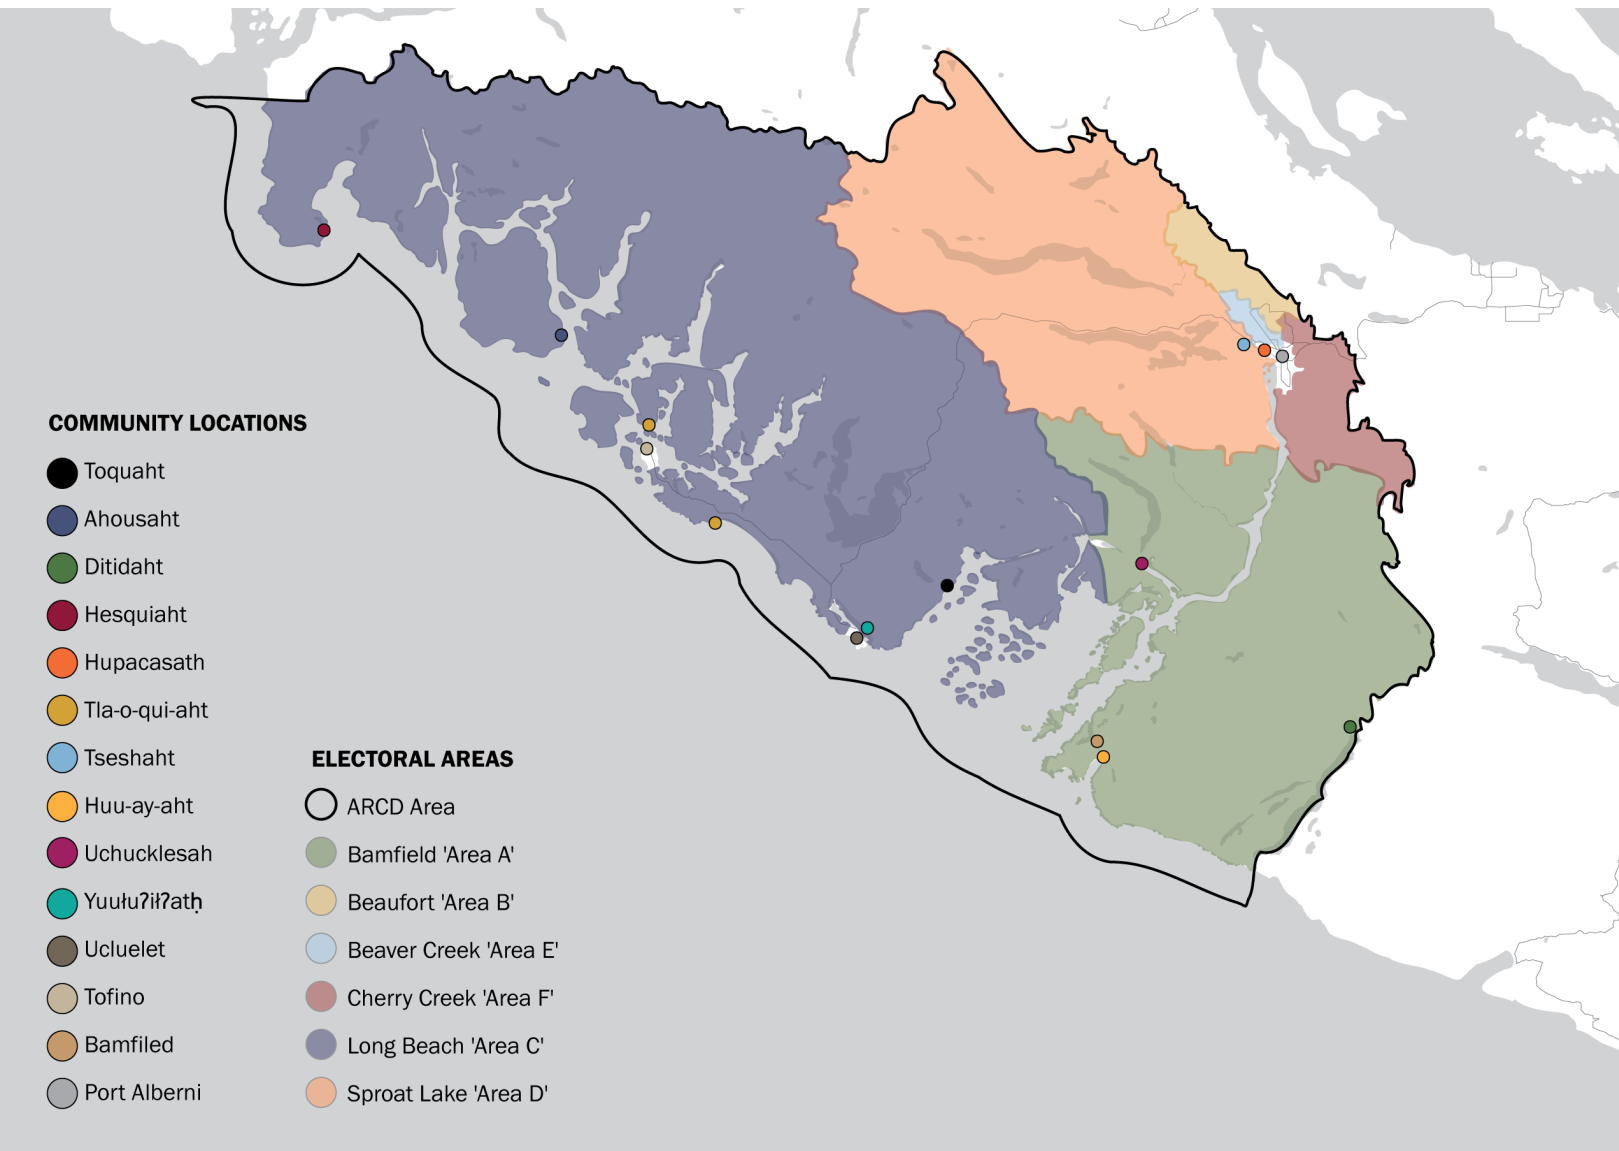 COMMUNITY LOCATIONS
Toquaht
Ahousaht
Ditidaht
Hesquiaht
Hupacasath
Tla-o-qui-aht
Tseshaht
Huu-ay-aht
Uchucklesah
Yuułuʔiłʔatḥ
Ucluelet
Tofino
Bamfiled
Port Alberni
ELECTORAL AREAS
ARCD Area
Bamfield 'Area A'
Beaufort 'Area B'
Beaver Creek 'Area E'
Cherry Creek 'Area F'
Long Beach 'Area C'
Sproat Lake 'Area D'